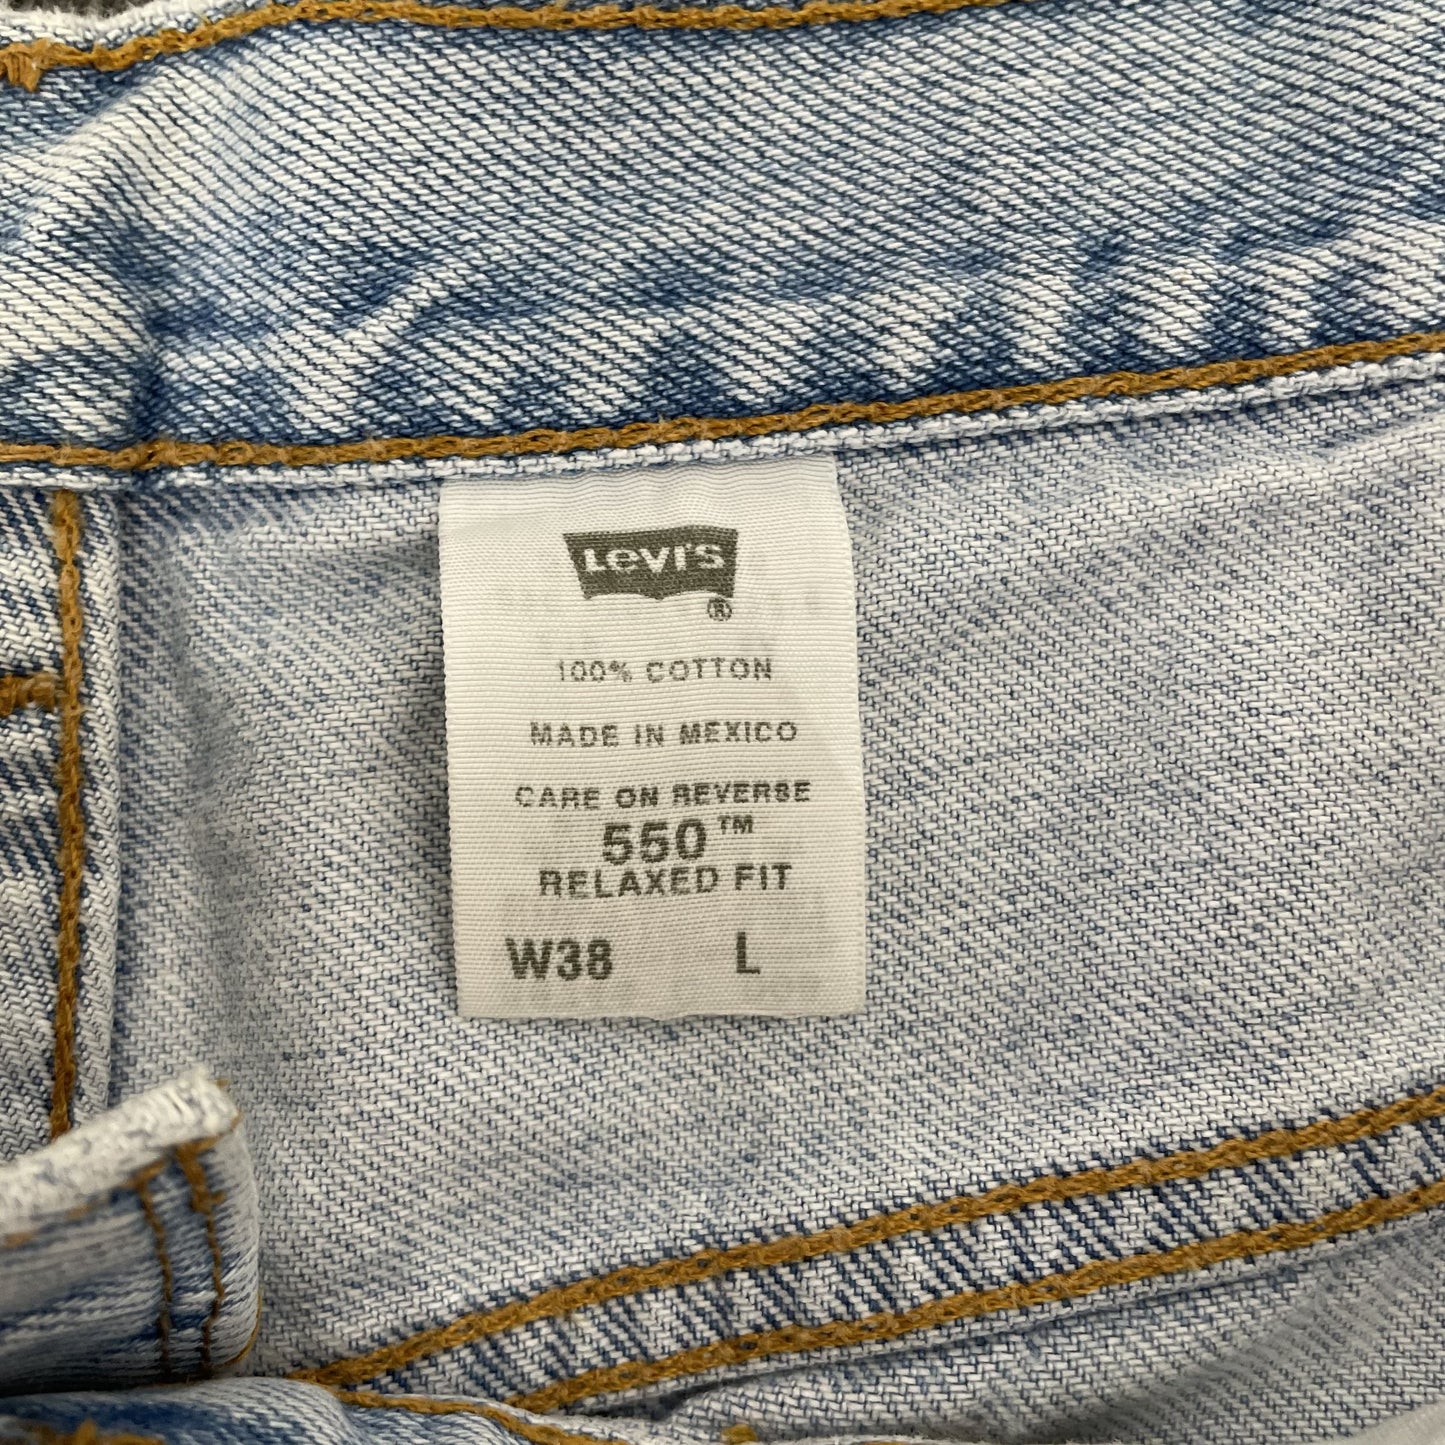 Levi's
®
100% COTTON
MADE IN MEXICO
CARE ON REVERSE
550™
RELAXED FIT
W38 L